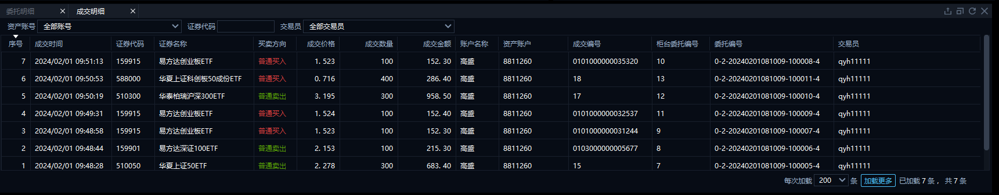 委托明细 成交明细
资产账号 全部账号 证券代码 交易员 全部交易员
序号 成交时间 证券代码 证券名称 买卖方向 成交价格 成交数量 成交金额 账户名称 资产账户 成交编号 柜台委托编号 委托编号 交易员
7 2024/02/01 09:51:13 159915 易方达创业板ETF 普通买入 1.523 100 152.30 高盛 8811260 0101000000035320 10 0-2-20240201081009-100008-4 qyh11111
6 2024/02/01 09:50:53 588000 华夏上证科创板50成份ETF 普通买入 0.716 400 286.40 高盛 8811260 18 13 0-2-20240201081009-100011-4 qyh11111
5 2024/02/01 09:50:19 510300 华泰柏瑞沪深300ETF 普通卖出 3.195 300 958.50 高盛 8811260 17 12 0-2-20240201081009-100010-4 qyh11111
4 2024/02/01 09:49:31 159915 易方达创业板ETF 普通买入 1.524 100 152.40 高盛 8811260 0101000000032537 11 0-2-20240201081009-100009-4 qyh11111
3 2024/02/01 09:48:58 159915 易方达创业板ETF 普通买入 1.523 100 152.30 高盛 8811260 0101000000031244 9 0-2-20240201081009-100007-4 qyh11111
2 2024/02/01 09:48:44 159901 易方达深证100ETF 普通卖出 2.153 100 215.30 高盛 8811260 0103000000005677 8 0-2-20240201081009-100006-4 qyh11111
1 2024/02/01 09:48:28 510050 华夏上证50ETF 普通卖出 2.278 300 683.40 高盛 8811260 15 7 0-2-20240201081009-100005-4 qyh11111
每次加载 200 条 加载更多 已加载 7 条， 共 7 条